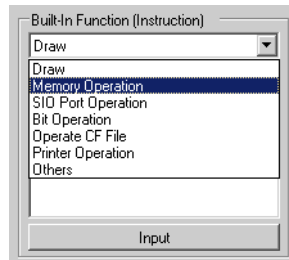 Built-In Function (Instruction)
Draw
Draw
Memory Operation
SIO Port Operation
Bit Operation
Operate CF File
Printer Operation
Others
Input